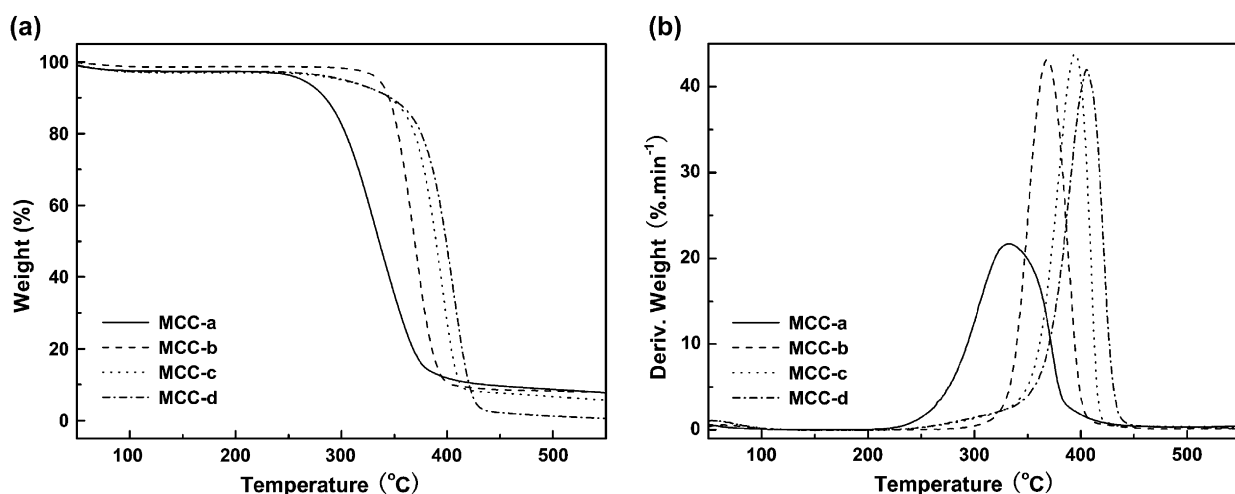 (a)
Weight (%)
100
80
60
40
20
0
MCC-a
MCC-b
MCC-c
MCC-d
100
200
300
400
500
Temperature (°C)
(b)
Deriv. Weight (%.min⁻¹)
40
30
20
10
0
MCC-a
MCC-b
MCC-c
MCC-d
100
200
300
400
500
Temperature (°C)